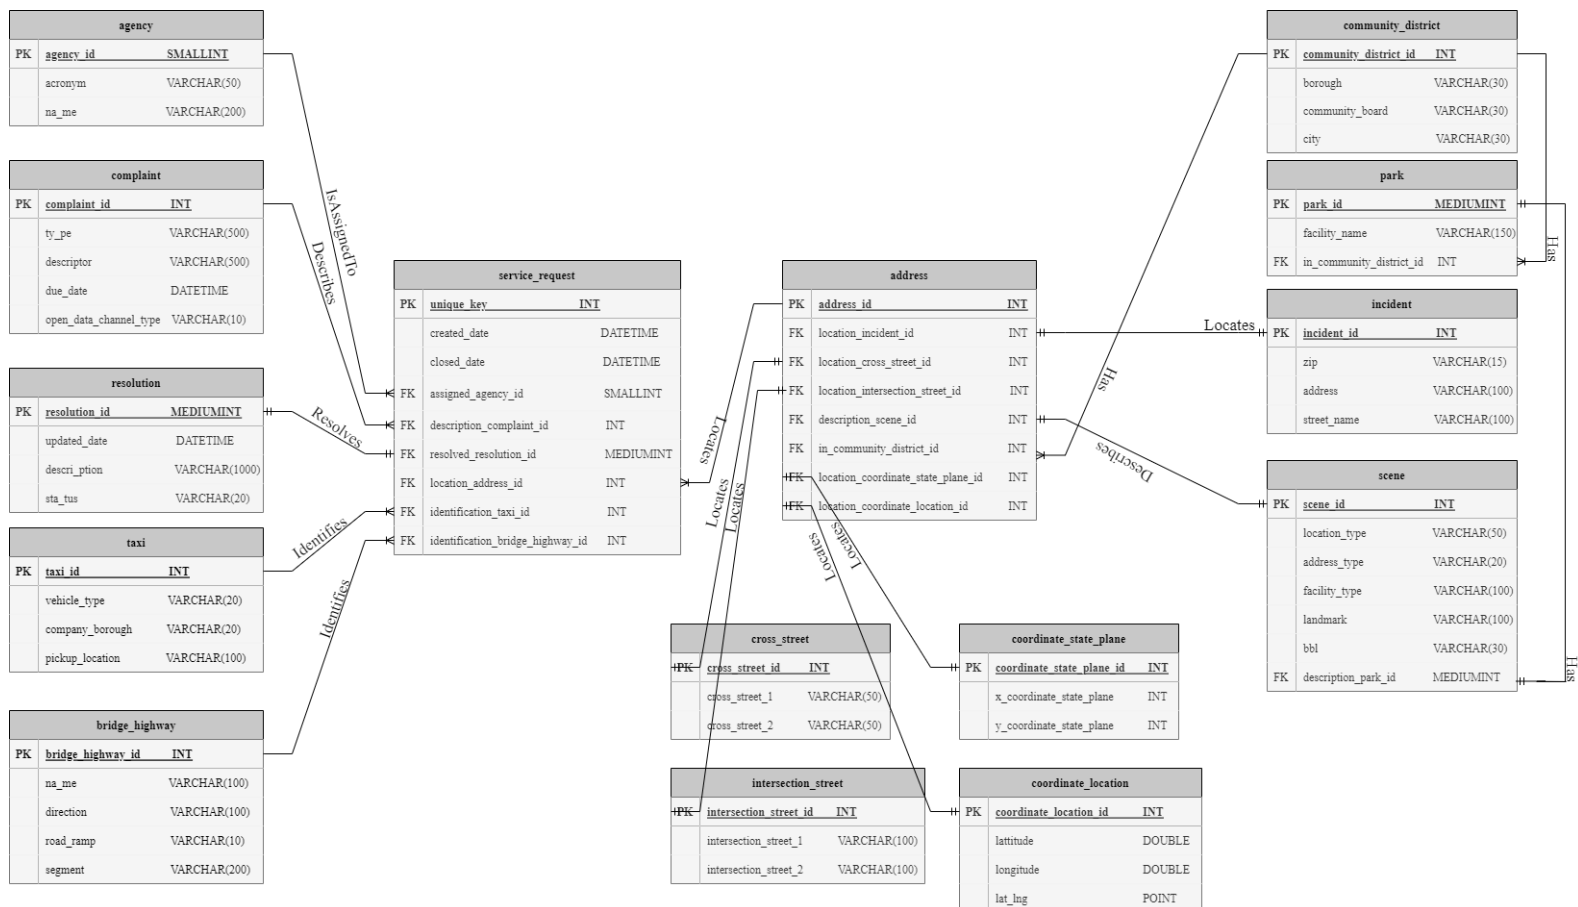 agency
PK agency_id SMALLINT
acronym VARCHAR(50)
na_me VARCHAR(200)
complaint
PK complaint_id INT
ty_pe VARCHAR(500)
descriptor VARCHAR(500)
due_date DATETIME
open_data_channel_type VARCHAR(10)
resolution
PK resolution_id MEDIUMINT
updated_date DATETIME
descri_ption VARCHAR(1000)
sta_tus VARCHAR(20)
taxi
PK taxi_id INT
vehicle_type VARCHAR(20)
company_borough VARCHAR(20)
pickup_location VARCHAR(100)
bridge_highway
PK bridge_highway_id INT
na_me VARCHAR(100)
direction VARCHAR(100)
road_ramp VARCHAR(10)
segment VARCHAR(200)
IsAssignedTo
Describes
Resolves
Identifies
Identifies
service_request
PK unique_key INT
created_date DATETIME
closed_date DATETIME
FK assigned_agency_id SMALLINT
FK description_complaint_id INT
FK resolved_resolution_id MEDIUMINT
FK location_address_id INT
FK identification_taxi_id INT
FK identification_bridge_highway_id INT
Locates
Locates
Locates
address
PK address_id INT
FK location_incident_id INT
FK location_cross_street_id INT
FK location_intersection_street_id INT
FK description_scene_id INT
FK in_community_district_id INT
FK location_coordinate_state_plane_id INT
FK location_coordinate_location_id INT
Locates
Locates
cross_street
PK cross_street_id INT
cross_street_1 VARCHAR(50)
cross_street_2 VARCHAR(50)
intersection_street
PK intersection_street_id INT
intersection_street_1 VARCHAR(100)
intersection_street_2 VARCHAR(100)
coordinate_state_plane
PK coordinate_state_plane_id INT
x_coordinate_state_plane INT
y_coordinate_state_plane INT
coordinate_location
PK coordinate_location_id INT
lattitude DOUBLE
longitude DOUBLE
lat_lng POINT
Has
Locates
Describes
community_district
PK community_district_id INT
borough VARCHAR(30)
community_board VARCHAR(30)
city VARCHAR(30)
park
PK park_id MEDIUMINT
facility_name VARCHAR(150)
FK in_community_district_id INT
Has
incident
PK incident_id INT
zip VARCHAR(15)
address VARCHAR(100)
street_name VARCHAR(100)
scene
PK scene_id INT
location_type VARCHAR(50)
address_type VARCHAR(20)
facility_type VARCHAR(100)
landmark VARCHAR(100)
bbl VARCHAR(30)
FK description_park_id MEDIUMINT
Has